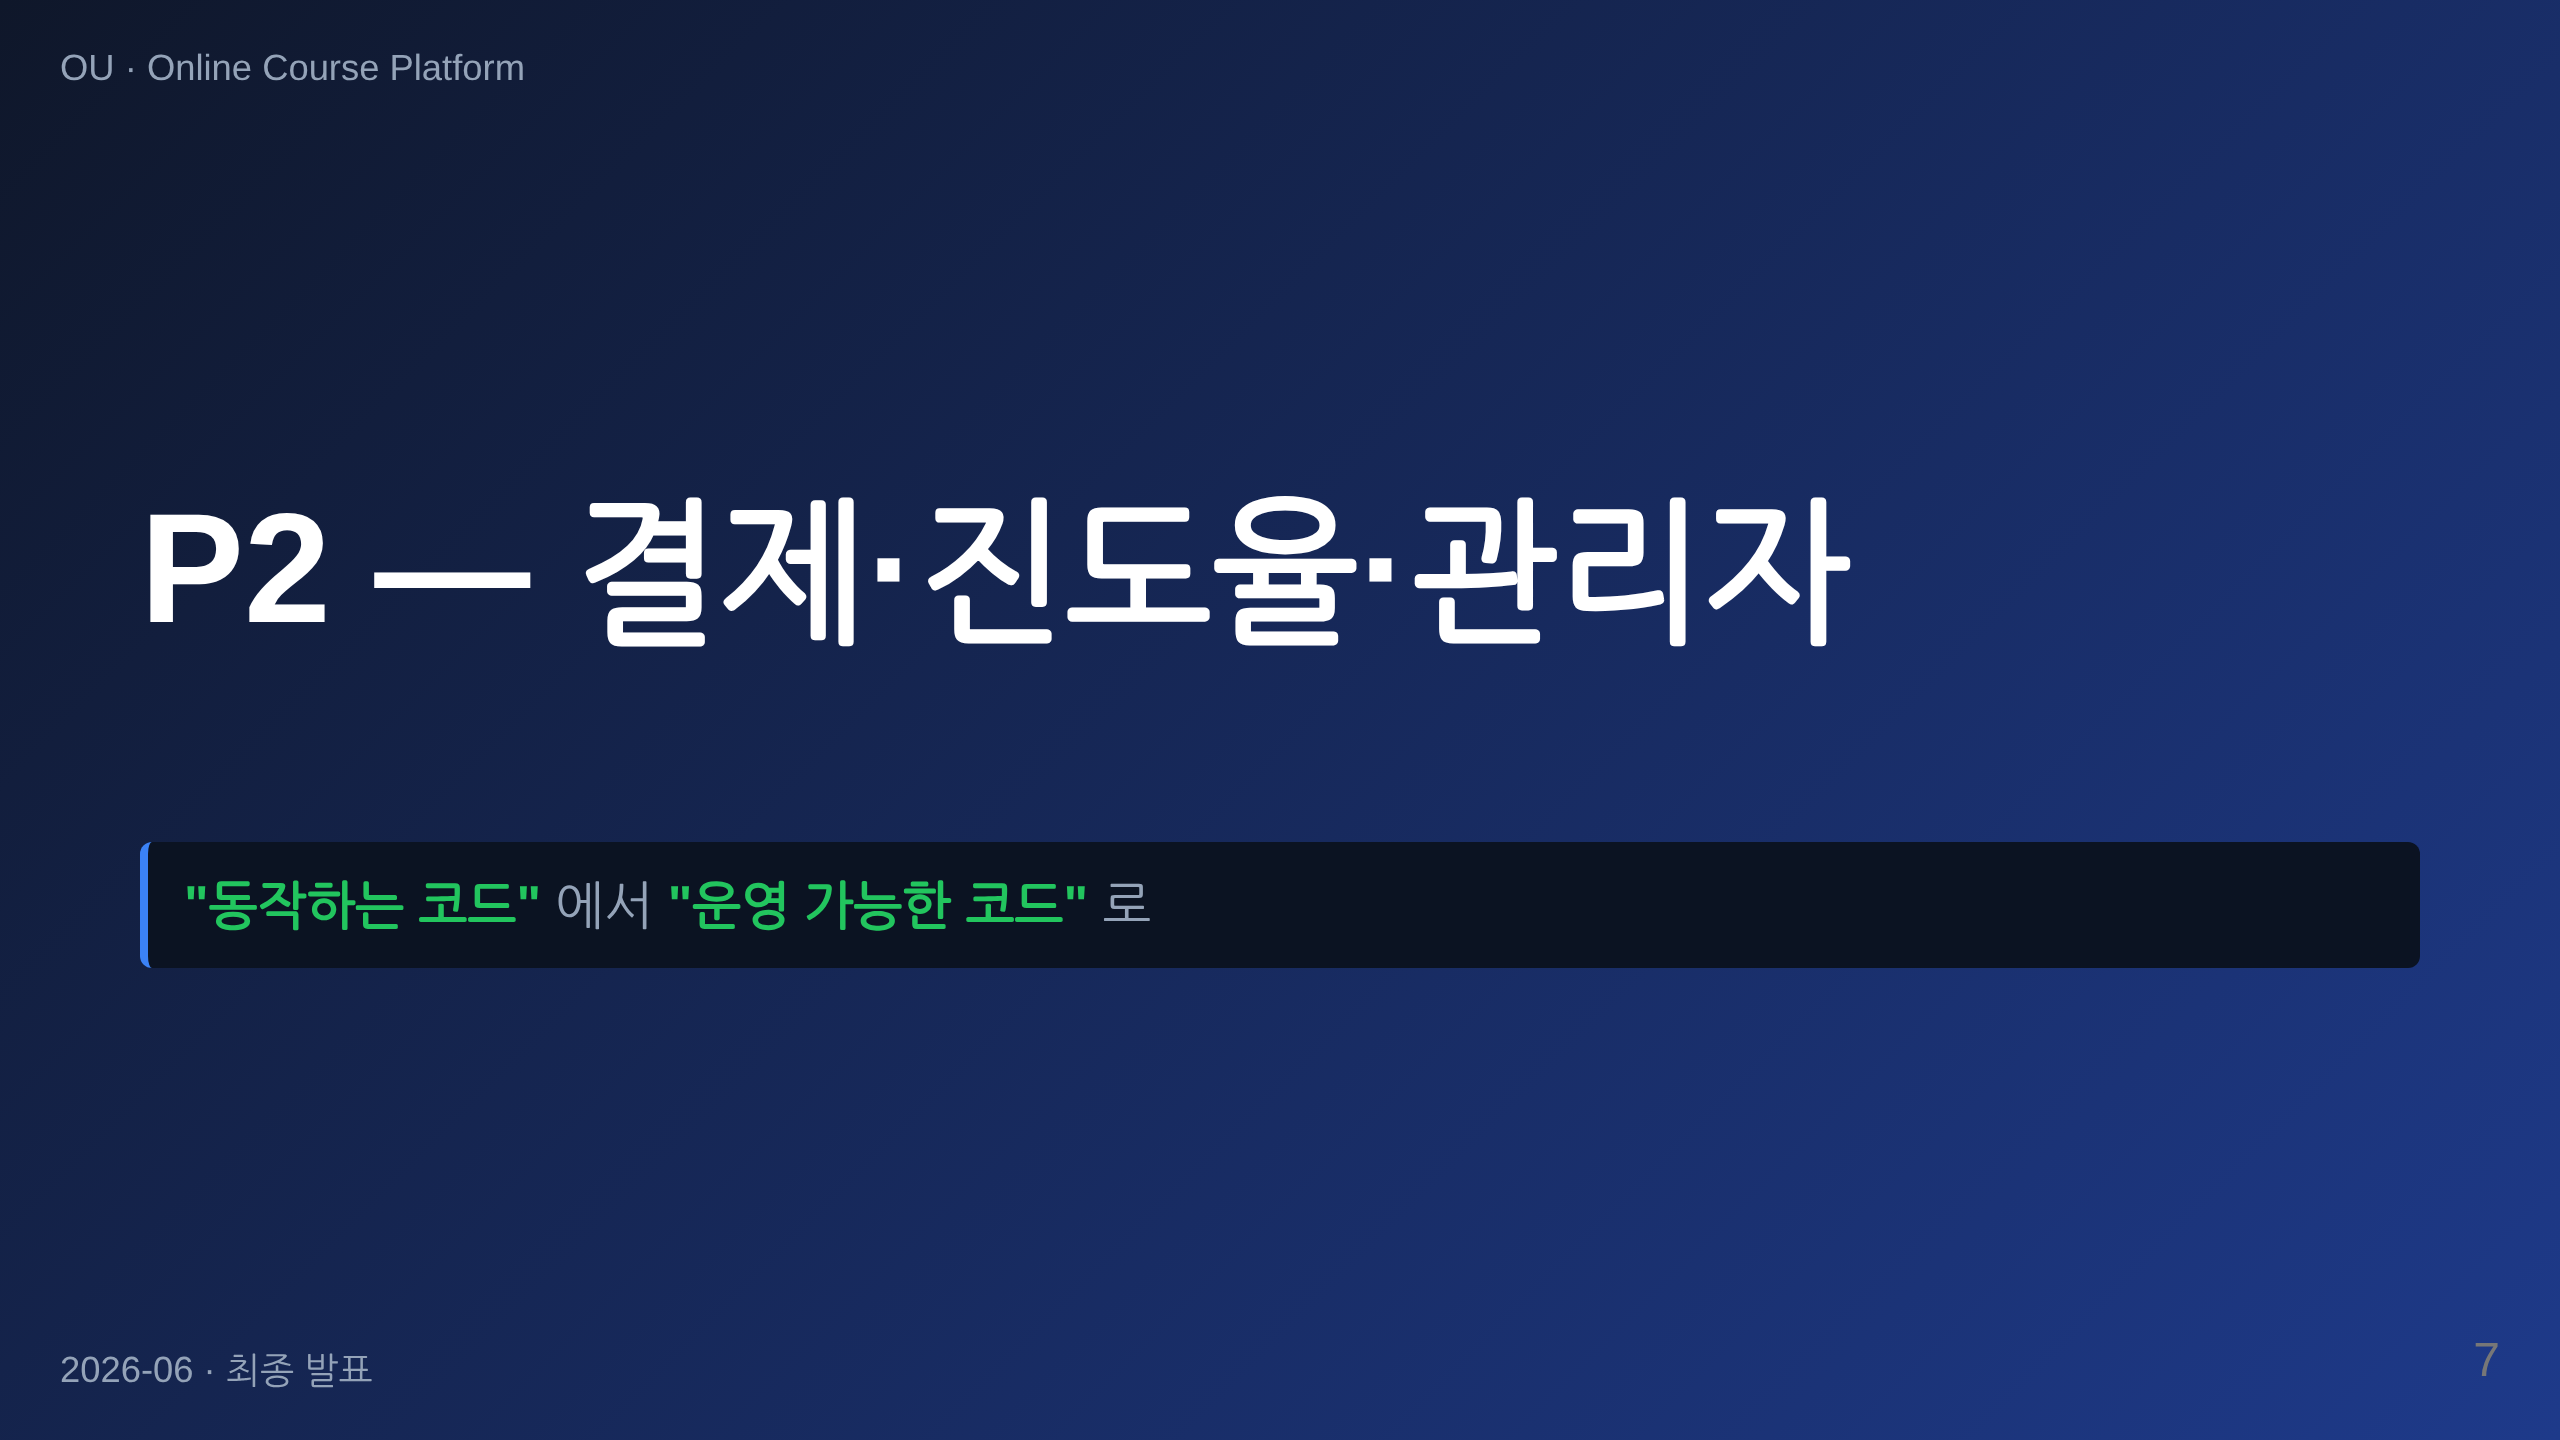 OU · Online Course Platform
P2 — 결제·진도율·관리자
"동작하는 코드" 에서 "운영 가능한 코드" 로
2026-06 · 최종 발표
7